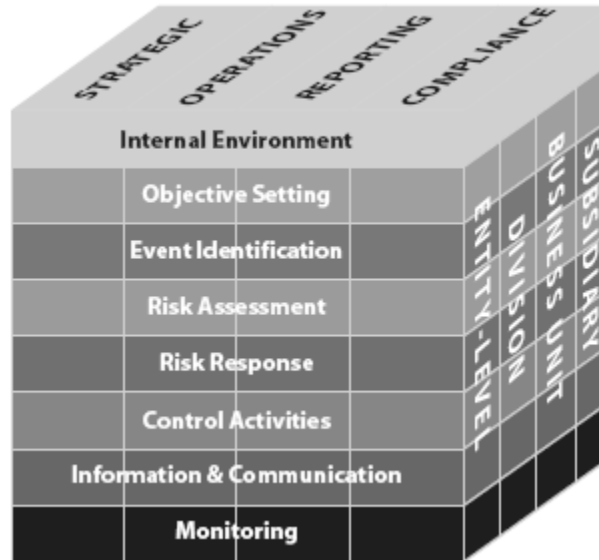 STRATEGIC
OPERATIONS
REPORTING
COMPLIANCE
Internal Environment
Objective Setting
Event Identification
Risk Assessment
Risk Response
Control Activities
Information & Communication
Monitoring
ENTITY-LEVEL
DIVISION
BUSINESS UNIT
SUBSIDIARY